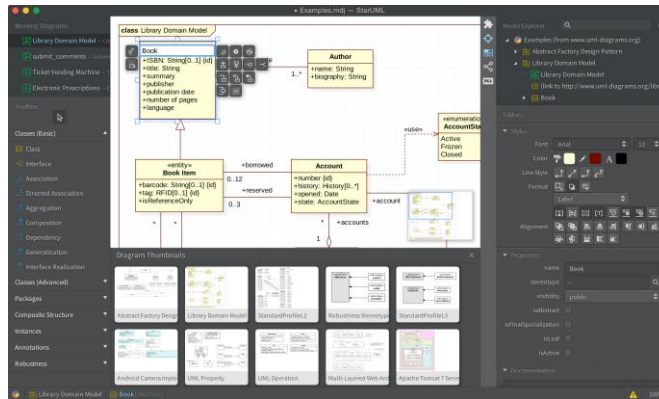 • Examples.mdj — StarUML
Working Diagrams
Library Domain Model
submit_comments
Ticket Vending Machine
Electronic Prescriptions
Toolbox
Classes (Basic)
Class
Interface
Association
Directed Association
Aggregation
Composition
Dependency
Generalization
Interface Realization
Classes (Advanced)
Packages
Composite Structure
Instances
Annotations
Robustness
class Library Domain Model
Book
+ISBN: String[0..1] {id}
+title: String
+summary
+publisher
+publication date
+number of pages
+language
1..*
Author
+name: String
+biography: String
«entity»
Book Item
+barcode: String[0..1] {id}
+tag: RFID[0..1] {id}
+isReferenceOnly
+borrowed
0..12
+reserved
0..3
Account
+number {id}
+history: History[0..*]
+opened: Date
+state: AccountState
«use»
«enumeration
AccountSta
Active
Frozen
Closed
+account
+accounts
*
*
*
1
Diagram Thumbnails
Abstract Factory Design
Library Domain Model
StandardProfileL2
Robustness Stereotype
StandardProfileL3
Android Camera Imple
UML Property
UML Operation
Multi-Layered Web Arc
Apache Tomcat 7 Serve
Model Explorer
Examples (from www.uml-diagrams.org)
Abstract Factory Design Pattern
Library Domain Model
Library Domain Model
(link to http://www.uml-diagrams.org/libr
Book
Editors
Styles
Font
Arial
13
Color
A
Line Style
Format
Label
Alignment
Properties
name
Book
stereotype
visibility
public
isAbstract
isFinalSpecialization
isLeaf
isActive
Documentation
Library Domain Model
Book
100